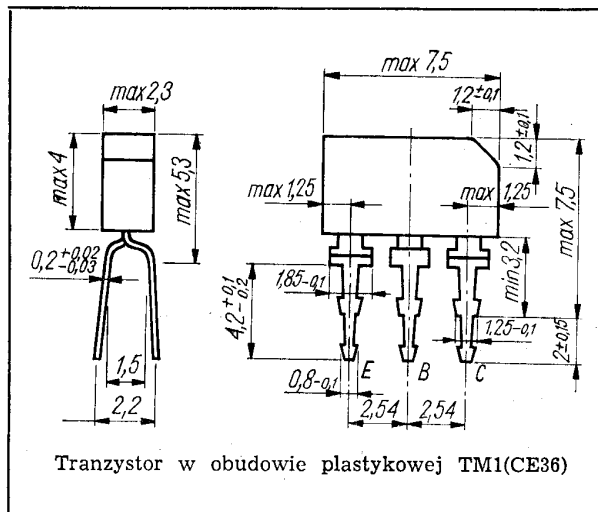 max 2,3
max 7,5
1,2±0,1
1,2±0,1
max 4
max 5,3
max 1,25
max 1,25
max 7,5
0,2+0,02-0,03
4,2+0,1-0,2
1,85-0,1
min 3,2
1,25-0,1
2±0,15
1,5
2,2
0,8-0,1
E
B
C
2,54
2,54
Tranzystor w obudowie plastykowej TM1(CE36)